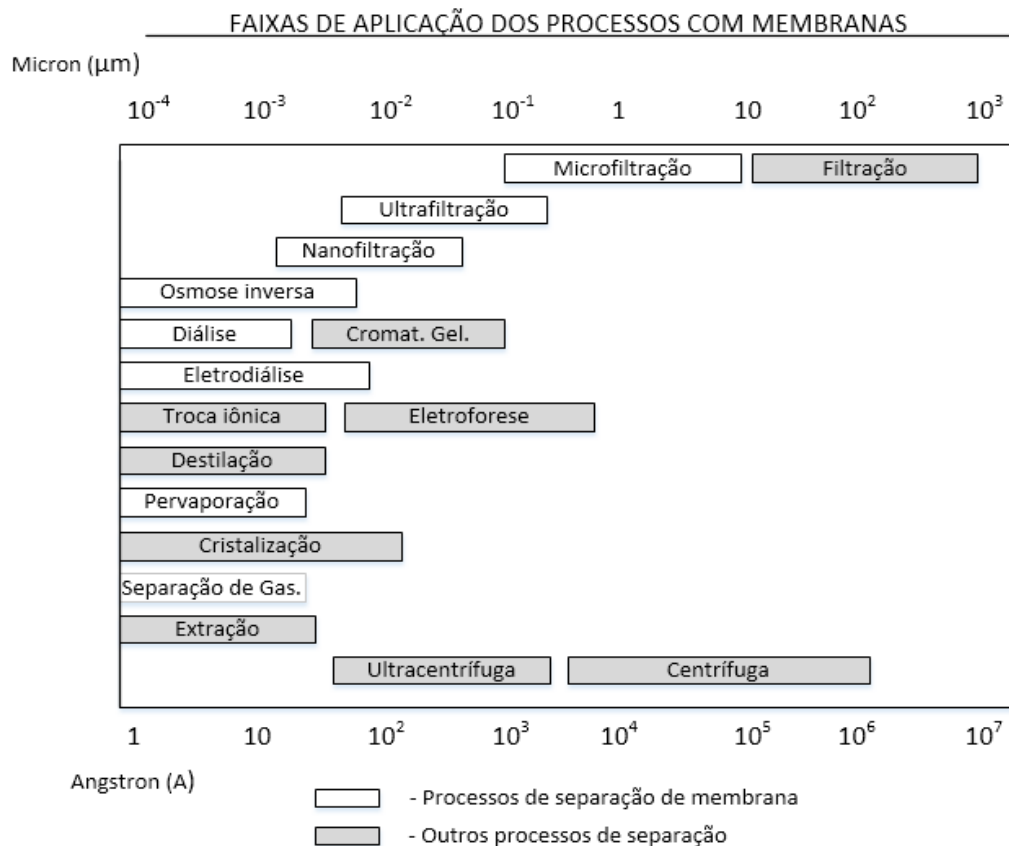 FAIXAS DE APLICAÇÃO DOS PROCESSOS COM MEMBRANAS
Micron (μm)
10⁻⁴ 10⁻³ 10⁻² 10⁻¹ 1 10 10² 10³
Microfiltração Filtração
Ultrafiltração
Nanofiltração
Osmose inversa
Diálise Cromat. Gel.
Eletrodiálise
Troca iônica Eletroforese
Destilação
Pervaporação
Cristalização
Separação de Gas.
Extração
Ultracentrífuga Centrífuga
1 10 10² 10³ 10⁴ 10⁵ 10⁶ 10⁷
Angstron (A)
- Processos de separação de membrana
- Outros processos de separação